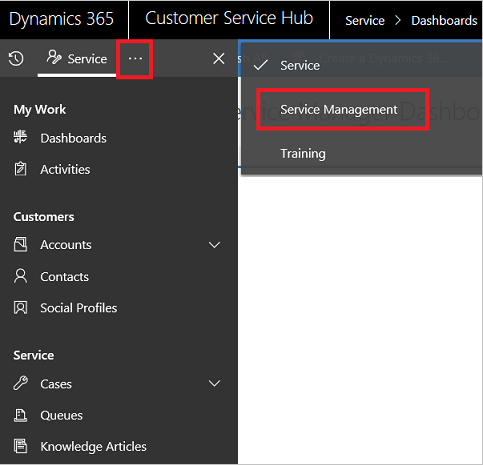 Dynamics 365 Customer Service Hub Service > Dashboards
Service ...
Service
Service Management
Training
My Work
Dashboards
Activities
Customers
Accounts
Contacts
Social Profiles
Service
Cases
Queues
Knowledge Articles